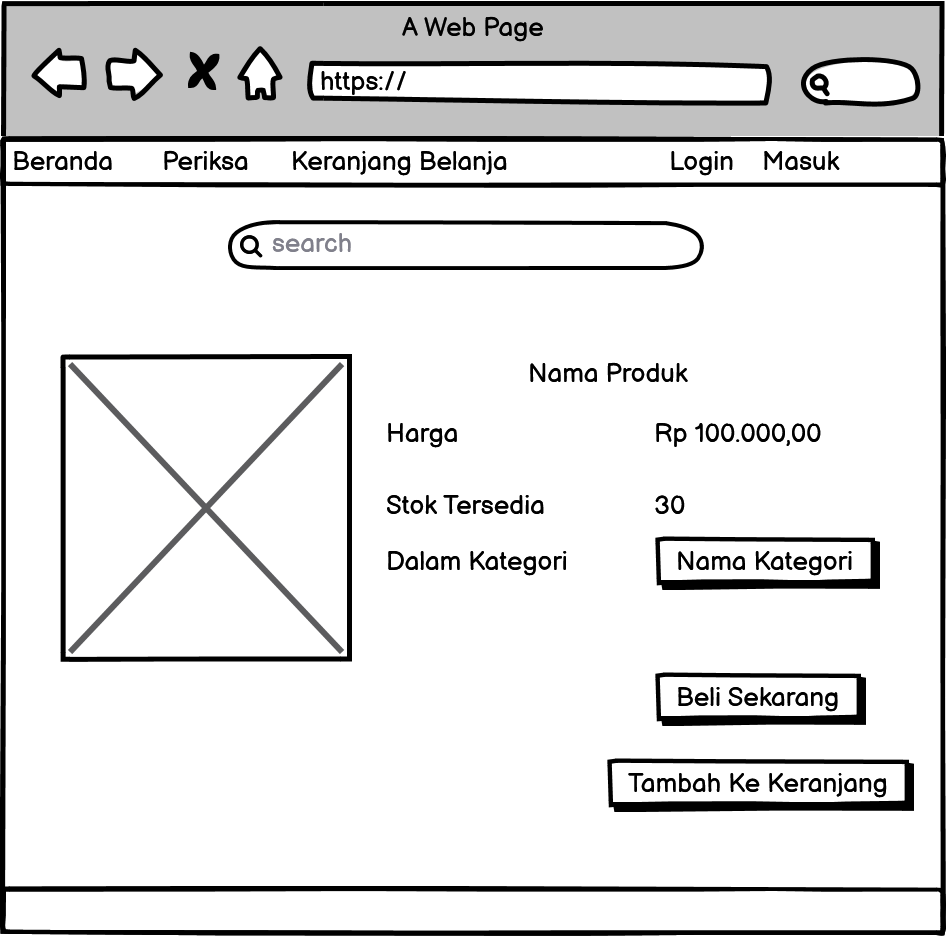 A Web Page
https://
Beranda Periksa Keranjang Belanja Login Masuk
search
Nama Produk
Harga Rp 100.000,00
Stok Tersedia 30
Dalam Kategori Nama Kategori
Beli Sekarang
Tambah Ke Keranjang